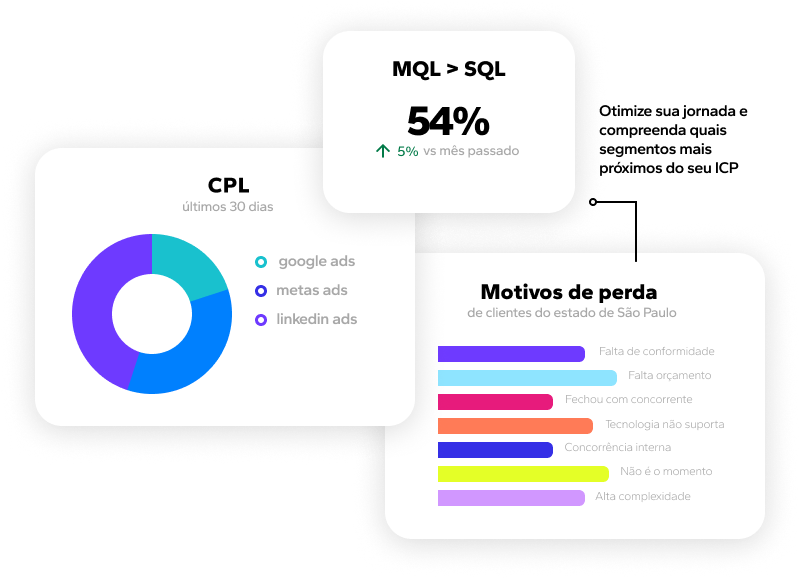 MQL > SQL
54%
5% vs mês passado
Otimize sua jornada e
compreenda quais
segmentos mais
próximos do seu ICP
CPL
últimos 30 dias
google ads
metas ads
linkedin ads
Motivos de perda
de clientes do estado de São Paulo
Falta de conformidade
Falta orçamento
Fechou com concorrente
Tecnologia não suporta
Concorrência interna
Não é o momento
Alta complexidade